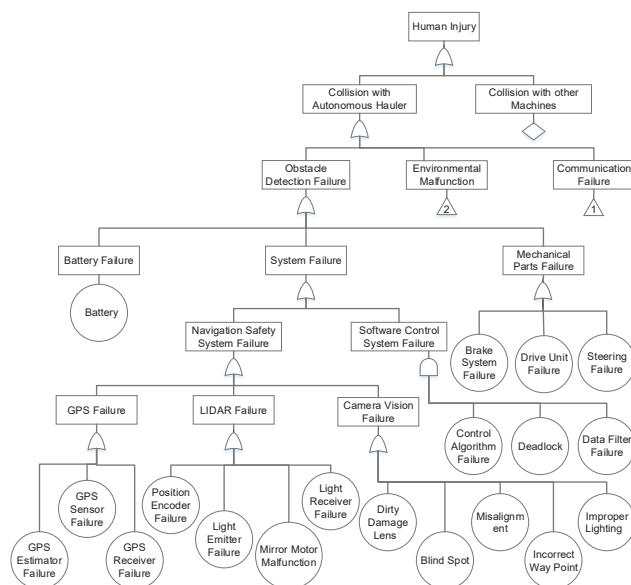 Human Injury
Collision with
Autonomous Hauler
Collision with other
Machines
Obstacle
Detection Failure
Environmental
Malfunction
Communication
Failure
2
1
Battery Failure
System Failure
Mechanical
Parts Failure
Battery
Navigation Safety
System Failure
Software Control
System Failure
Brake
System
Failure
Drive Unit
Failure
Steering
Failure
GPS Failure
LIDAR Failure
Camera Vision
Failure
Control
Algorithm
Failure
Deadlock
Data Filter
Failure
GPS
Estimator
Failure
GPS
Sensor
Failure
GPS
Receiver
Failure
Position
Encoder
Failure
Light
Emitter
Failure
Mirror Motor
Malfunction
Light
Receiver
Failure
Dirty
Damage
Lens
Blind Spot
Misalignm
ent
Incorrect
Way Point
Improper
Lighting